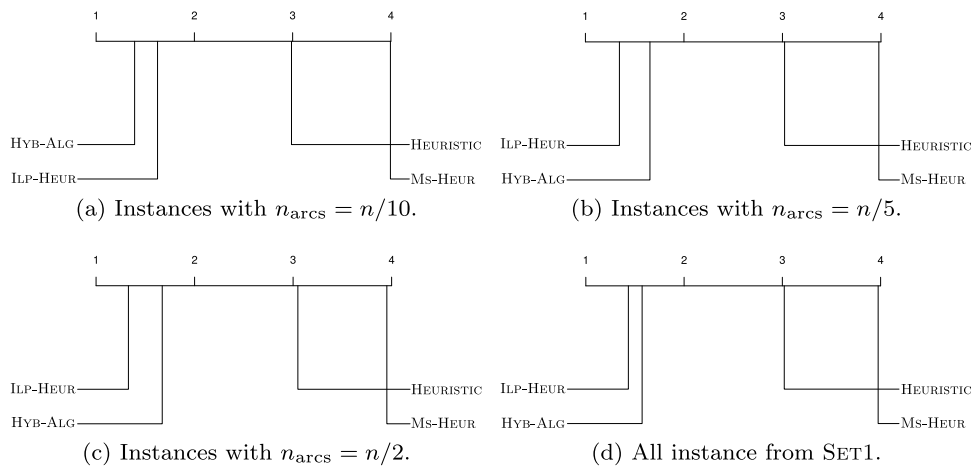 1 2 3 4
HYB-ALG HEURISTIC
ILP-HEUR MS-HEUR
(a) Instances with n_arcs = n/10.
1 2 3 4
ILP-HEUR HEURISTIC
HYB-ALG MS-HEUR
(b) Instances with n_arcs = n/5.
1 2 3 4
ILP-HEUR HEURISTIC
HYB-ALG MS-HEUR
(c) Instances with n_arcs = n/2.
1 2 3 4
ILP-HEUR HEURISTIC
HYB-ALG MS-HEUR
(d) All instance from SET1.